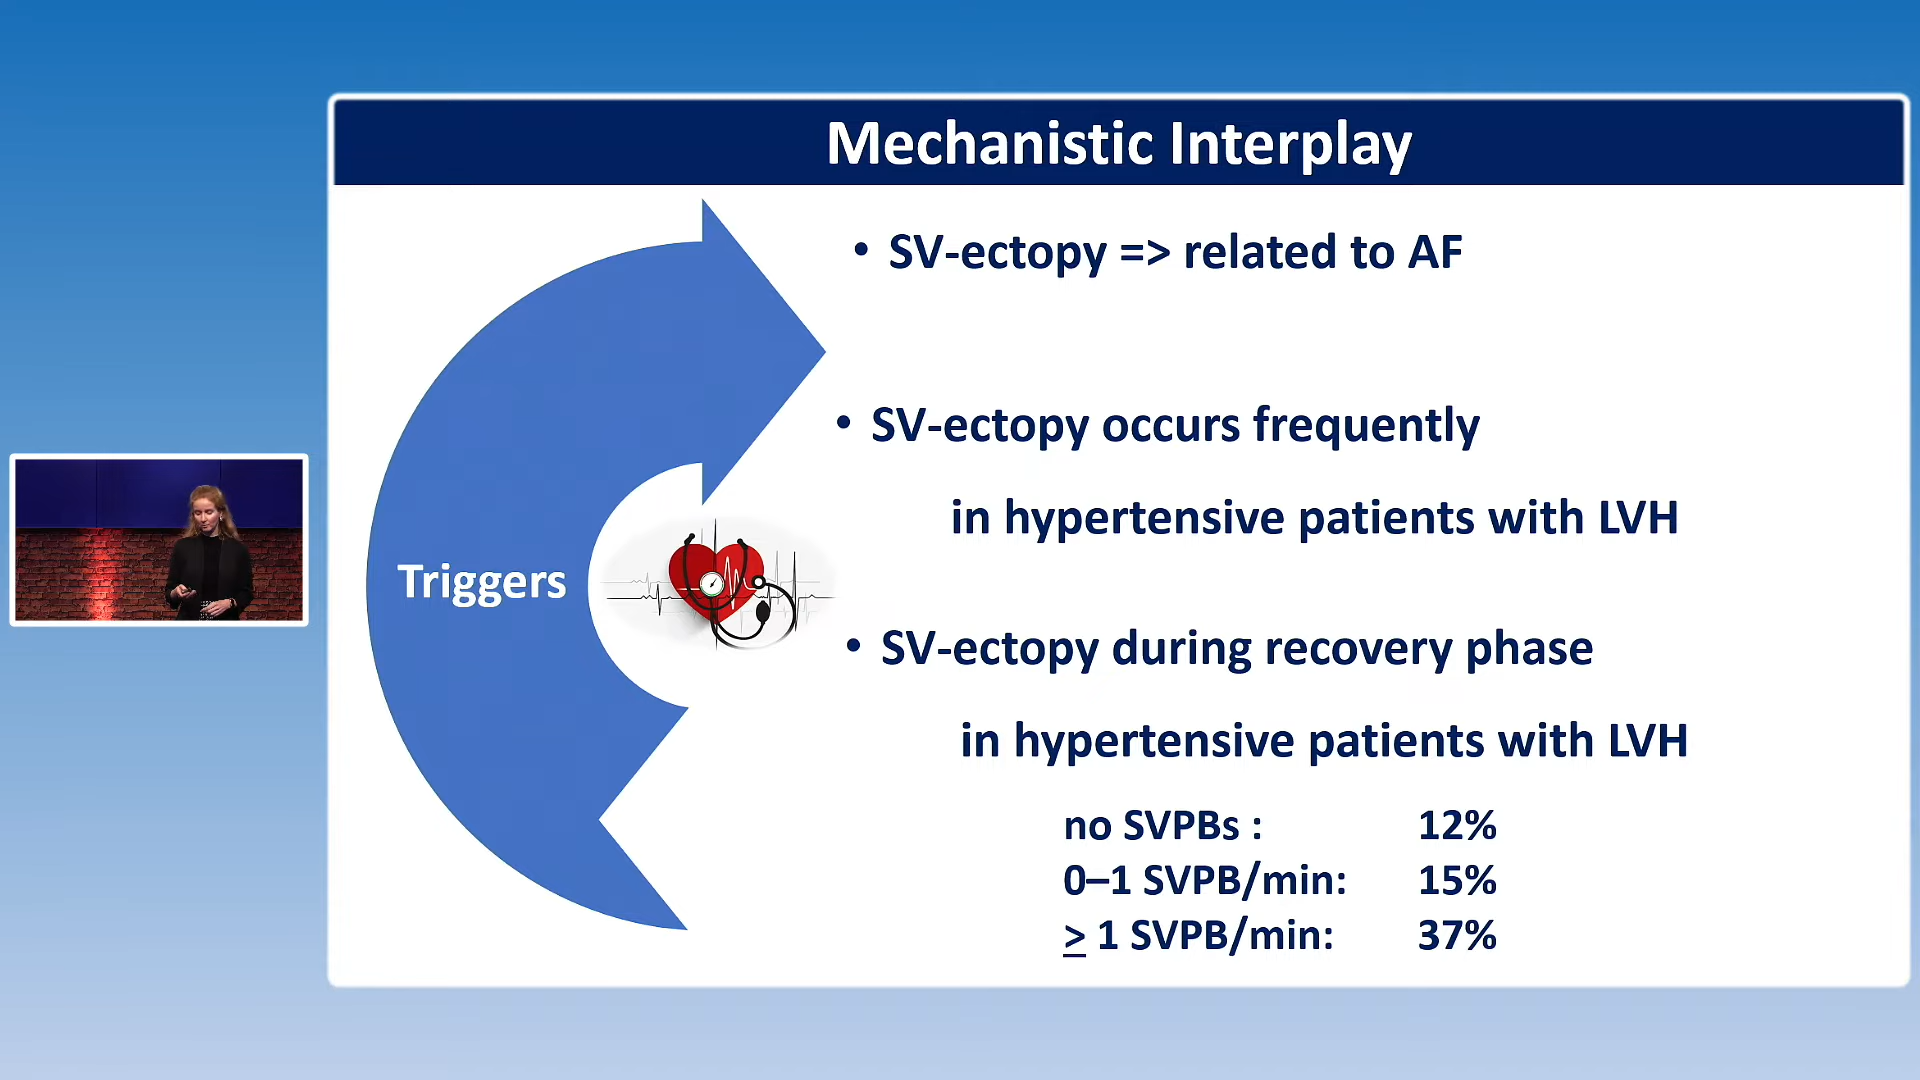 Mechanistic Interplay
• SV-ectopy => related to AF
• SV-ectopy occurs frequently
in hypertensive patients with LVH
Triggers
• SV-ectopy during recovery phase
in hypertensive patients with LVH
no SVPBs : 12%
0–1 SVPB/min: 15%
≥ 1 SVPB/min: 37%